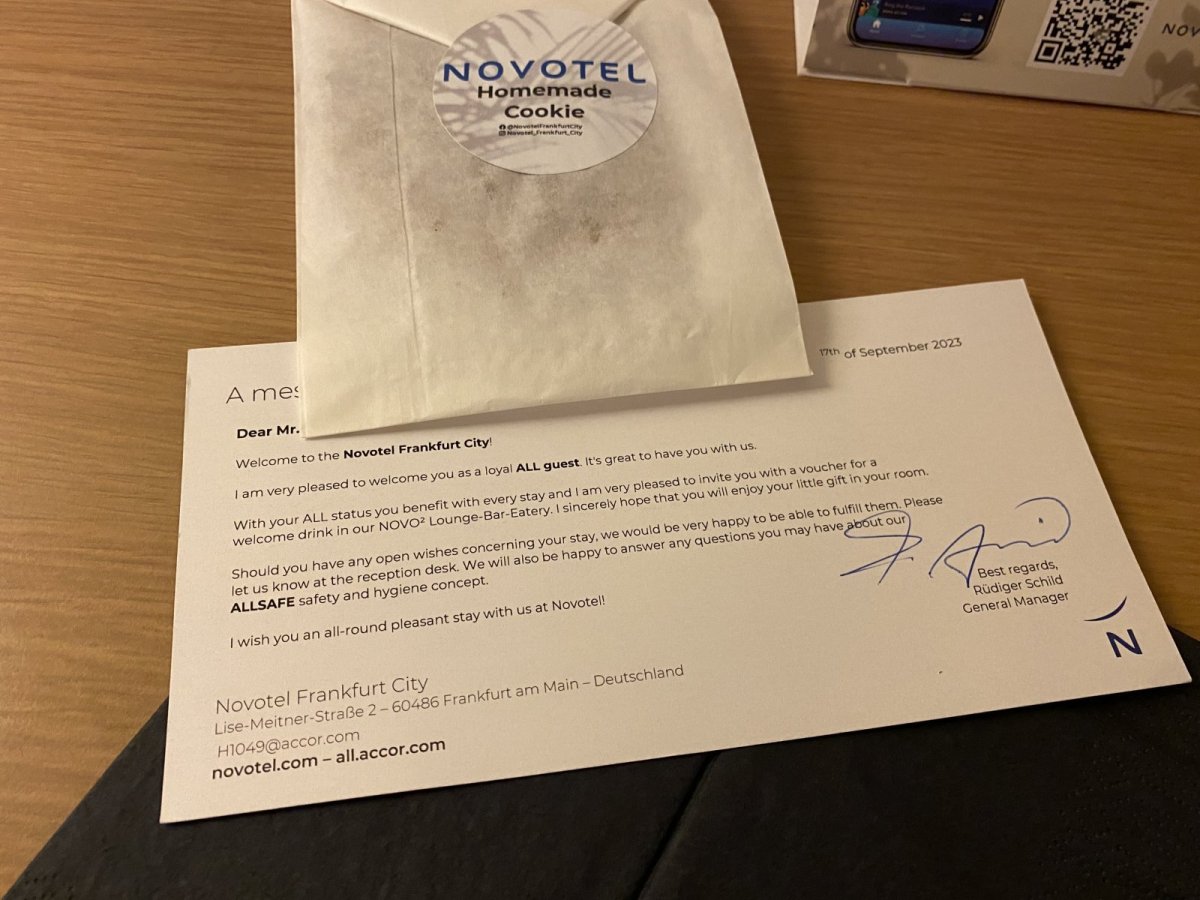 NOVOTEL
Homemade
Cookie
@NovotelFrankfurtCity
Novotel_Frankfurt_City
NOV
17th of September 2023
A mes
Dear Mr.
Welcome to the Novotel Frankfurt City!
I am very pleased to welcome you as a loyal ALL guest. It's great to have you with us.
With your ALL status you benefit with every stay and I am very pleased to invite you with a voucher for a
welcome drink in our NOVO² Lounge-Bar-Eatery. I sincerely hope that you will enjoy your little gift in your room.
Should you have any open wishes concerning your stay, we would be very happy to be able to fulfill them. Please
let us know at the reception desk. We will also be happy to answer any questions you may have about our
ALLSAFE safety and hygiene concept.
I wish you an all-round pleasant stay with us at Novotel!
Best regards,
Rüdiger Schild
General Manager
N
Novotel Frankfurt City
Lise-Meitner-Straße 2 – 60486 Frankfurt am Main – Deutschland
H1049@accor.com
novotel.com – all.accor.com